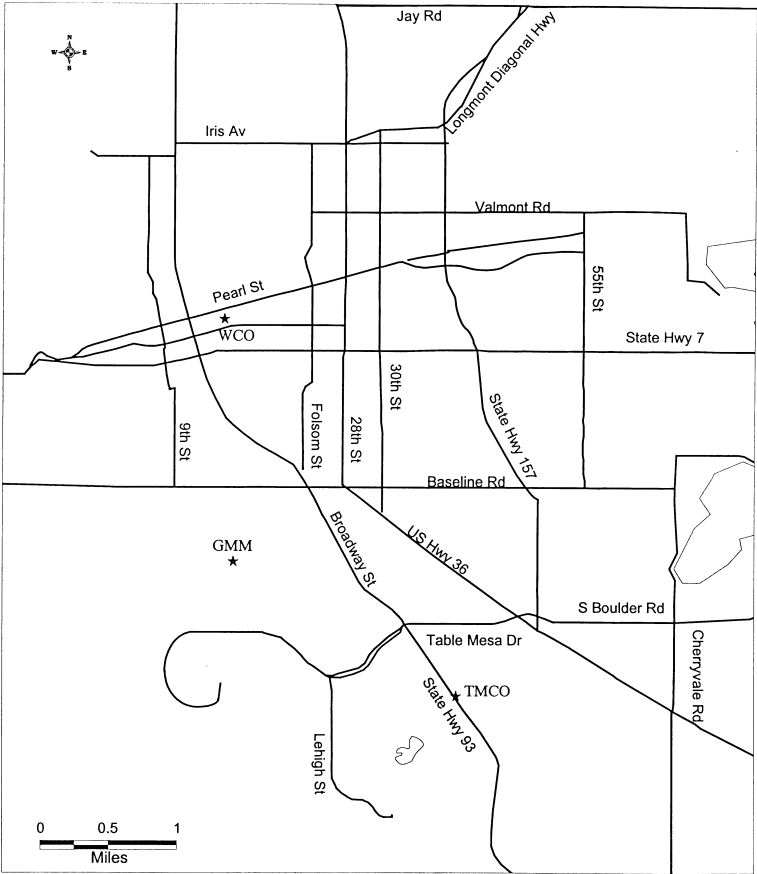 Jay Rd
Longmont Diagonal Hwy
N
W E
S
Iris Av
Valmont Rd
Pearl St
55th St
WCO
State Hwy 7
30th St
State Hwy 157
9th St
Folsom St
28th St
Baseline Rd
Broadway St
US Hwy 36
GMM
S Boulder Rd
Table Mesa Dr
Cherryvale Rd
State Hwy 93
TMCO
Lehigh St
0 0.5 1
Miles